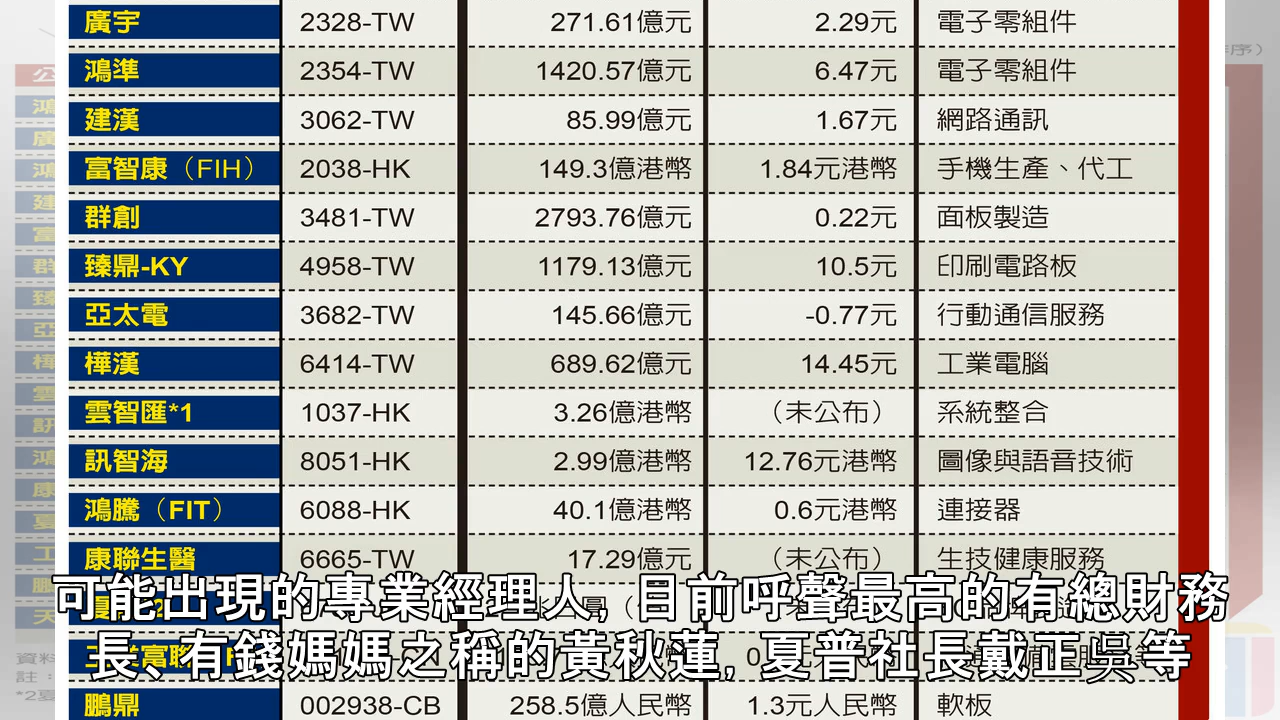 廣宇 2328-TW 271.61億元 2.29元 電子零組件
鴻準 2354-TW 1420.57億元 6.47元 電子零組件
建漢 3062-TW 85.99億元 1.67元 網路通訊
富智康（FIH） 2038-HK 149.3億港幣 1.84元港幣 手機生產、代工
群創 3481-TW 2793.76億元 0.22元 面板製造
臻鼎-KY 4958-TW 1179.13億元 10.5元 印刷電路板
亞太電 3682-TW 145.66億元 -0.77元 行動通信服務
樺漢 6414-TW 689.62億元 14.45元 工業電腦
雲智匯*1 1037-HK 3.26億港幣 （未公布） 系統整合
訊智海 8051-HK 2.99億港幣 12.76元港幣 圖像與語音技術
鴻騰（FIT） 6088-HK 40.1億港幣 0.6元港幣 連接器
康聯生醫 6665-TW 17.29億元 （未公布） 生技健康服務
可能出現的專業經理人, 目前呼聲最高的有總財務
長、有錢媽媽之稱的黃秋蓮, 夏普社長戴正吳等
鵬鼎 002938-CB 258.5億人民幣 1.3元人民幣 軟板